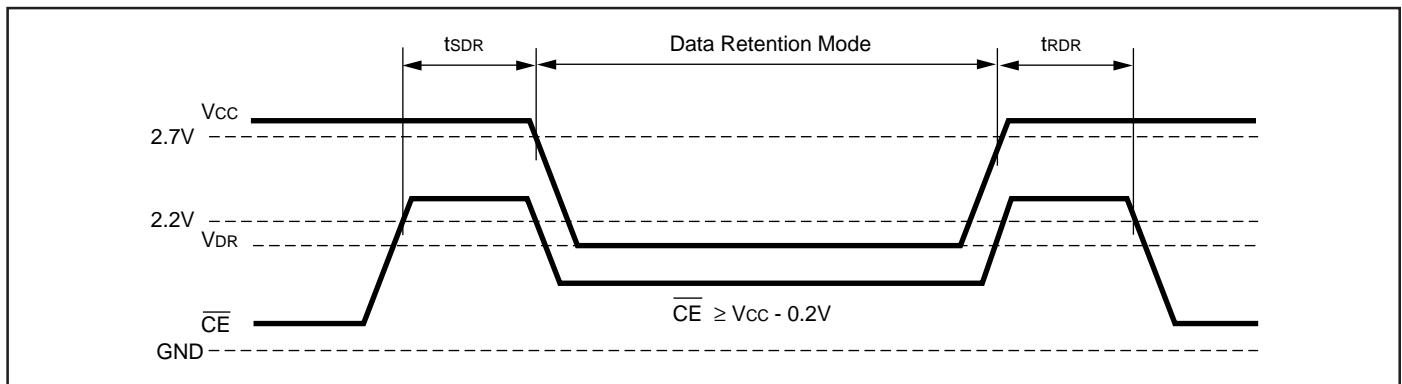 tSDR Data Retention Mode tRDR
VCC
2.7V
2.2V
VDR
CE ≥ VCC - 0.2V
CE
GND